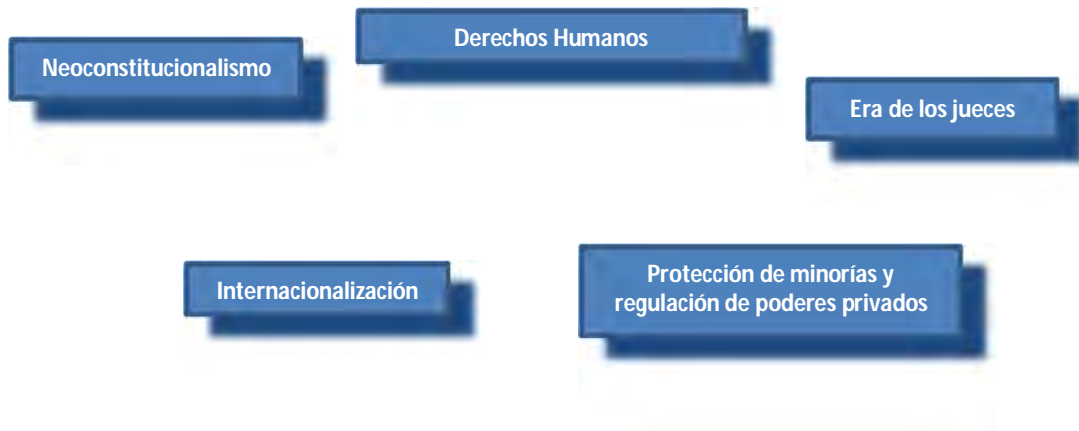 Neoconstitucionalismo
Derechos Humanos
Era de los jueces
Internacionalización
Protección de minorías y
regulación de poderes privados